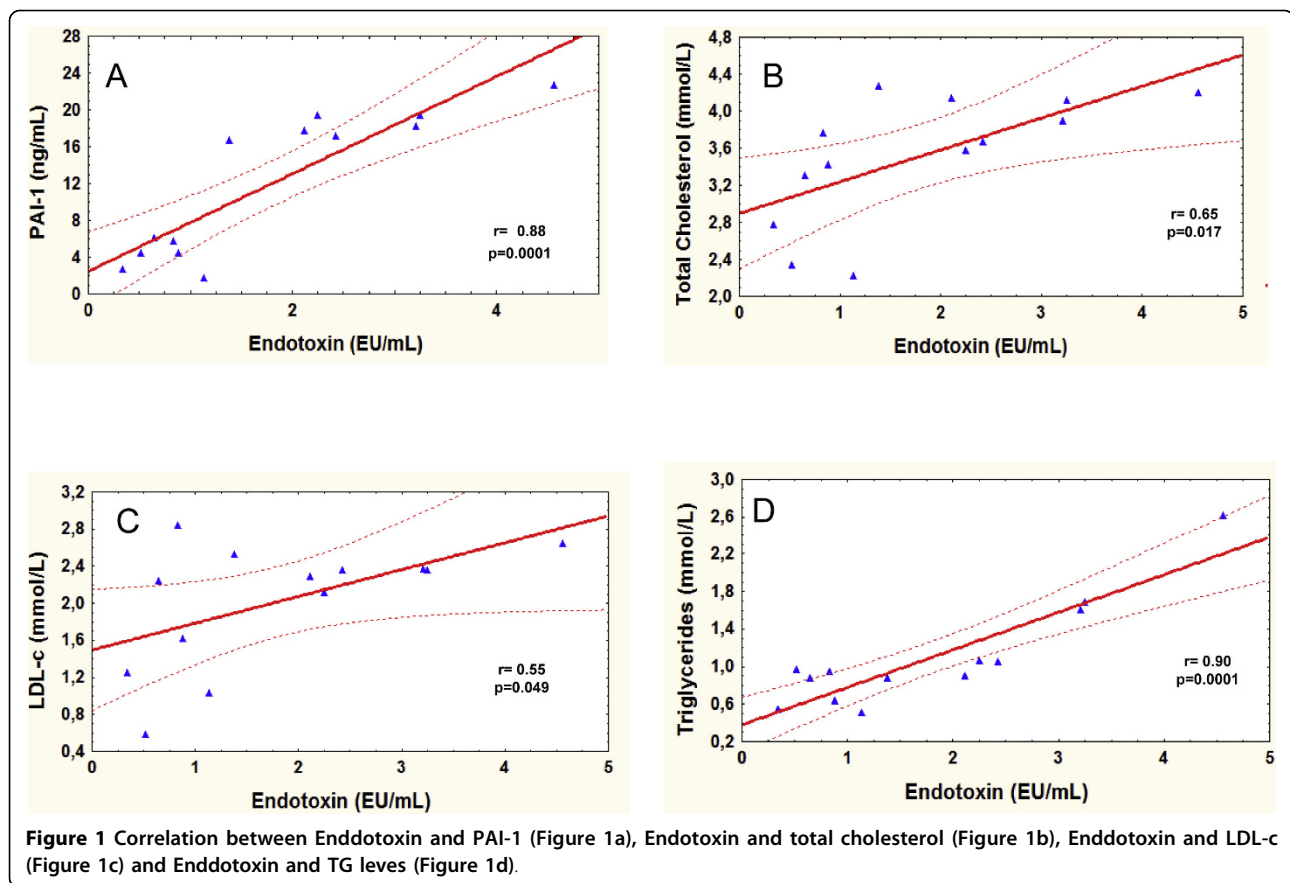 A
PAI-1 (ng/mL)
28
24
20
16
12
8
4
0
0 2 4
Endotoxin (EU/mL)
r= 0.88
p=0.0001
B
Total Cholesterol (mmol/L)
4,8
4,4
4,0
3,6
3,2
2,8
2,4
2,0
0 1 2 3 4 5
Endotoxin (EU/mL)
r= 0.65
p=0.017
C
LDL-c (mmol/L)
3,2
2,8
2,4
2,0
1,6
1,2
0,8
0,4
0 1 2 3 4 5
Endotoxin (EU/mL)
r= 0.55
p=0.049
D
Triglycerides (mmol/L)
3,0
2,6
2,2
1,8
1,4
1,0
0,6
0,2
0 1 2 3 4 5
Endotoxin (EU/mL)
r= 0.90
p=0.0001
Figure 1 Correlation between Enddotoxin and PAI-1 (Figure 1a), Endotoxin and total cholesterol (Figure 1b), Enddotoxin and LDL-c
(Figure 1c) and Enddotoxin and TG leves (Figure 1d).